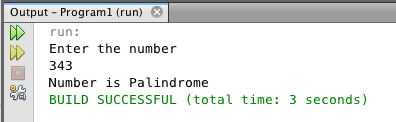 Output – Program1 (run)
run:
Enter the number
343
Number is Palindrome
BUILD SUCCESSFUL (total time: 3 seconds)